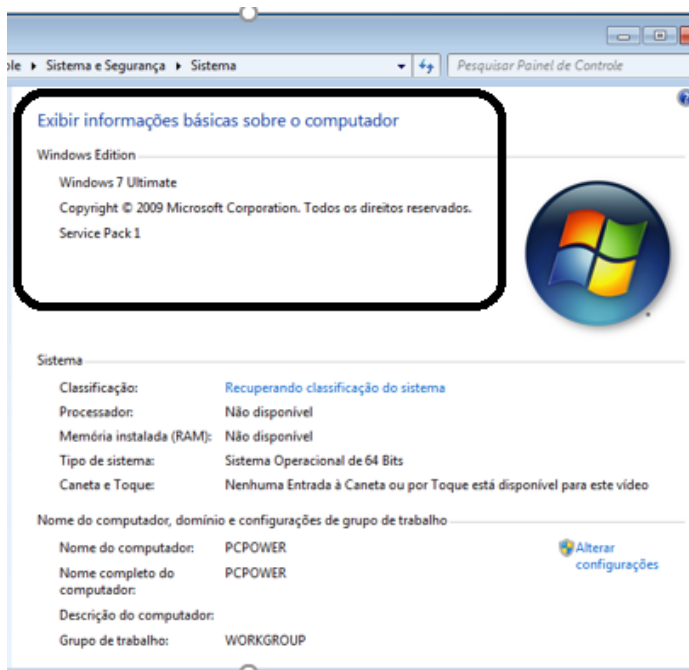 ole ▸ Sistema e Segurança ▸ Sistema
Pesquisar Painel de Controle
Exibir informações básicas sobre o computador
Windows Edition
Windows 7 Ultimate
Copyright © 2009 Microsoft Corporation. Todos os direitos reservados.
Service Pack 1
Sistema
Classificação: Recuperando classificação do sistema
Processador: Não disponível
Memória instalada (RAM): Não disponível
Tipo de sistema: Sistema Operacional de 64 Bits
Caneta e Toque: Nenhuma Entrada à Caneta ou por Toque está disponível para este vídeo
Nome do computador, domínio e configurações de grupo de trabalho
Nome do computador: PCPOWER
Alterar
configurações
Nome completo do PCPOWER
computador:
Descrição do computador:
Grupo de trabalho: WORKGROUP